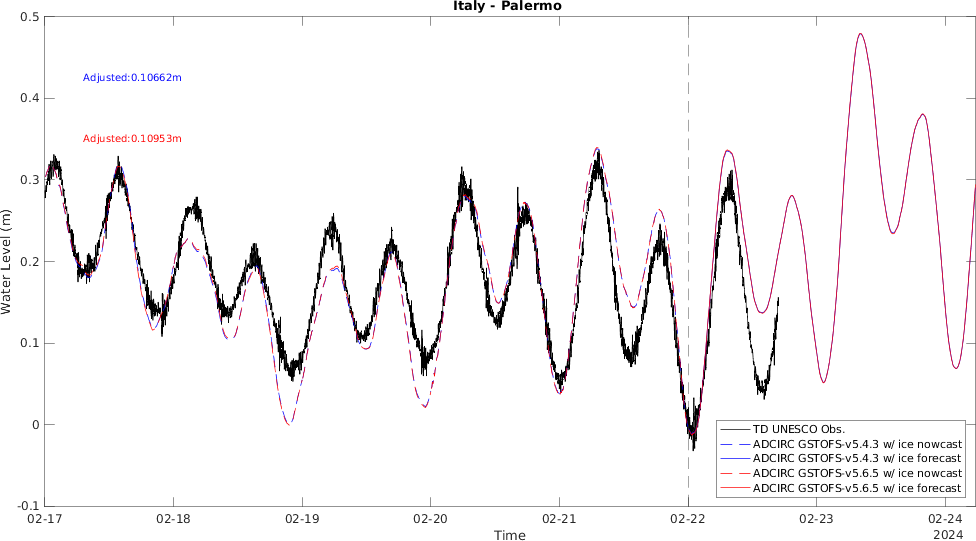 Italy - Palermo
Adjusted:0.10662m
Adjusted:0.10953m
Water Level (m)
0.5
0.4
0.3
0.2
0.1
0
-0.1
TD UNESCO Obs.
ADCIRC GSTOFS-v5.4.3 w/ ice nowcast
ADCIRC GSTOFS-v5.4.3 w/ ice forecast
ADCIRC GSTOFS-v5.6.5 w/ ice nowcast
ADCIRC GSTOFS-v5.6.5 w/ ice forecast
02-17 02-18 02-19 02-20 02-21 02-22 02-23 02-24
Time
2024